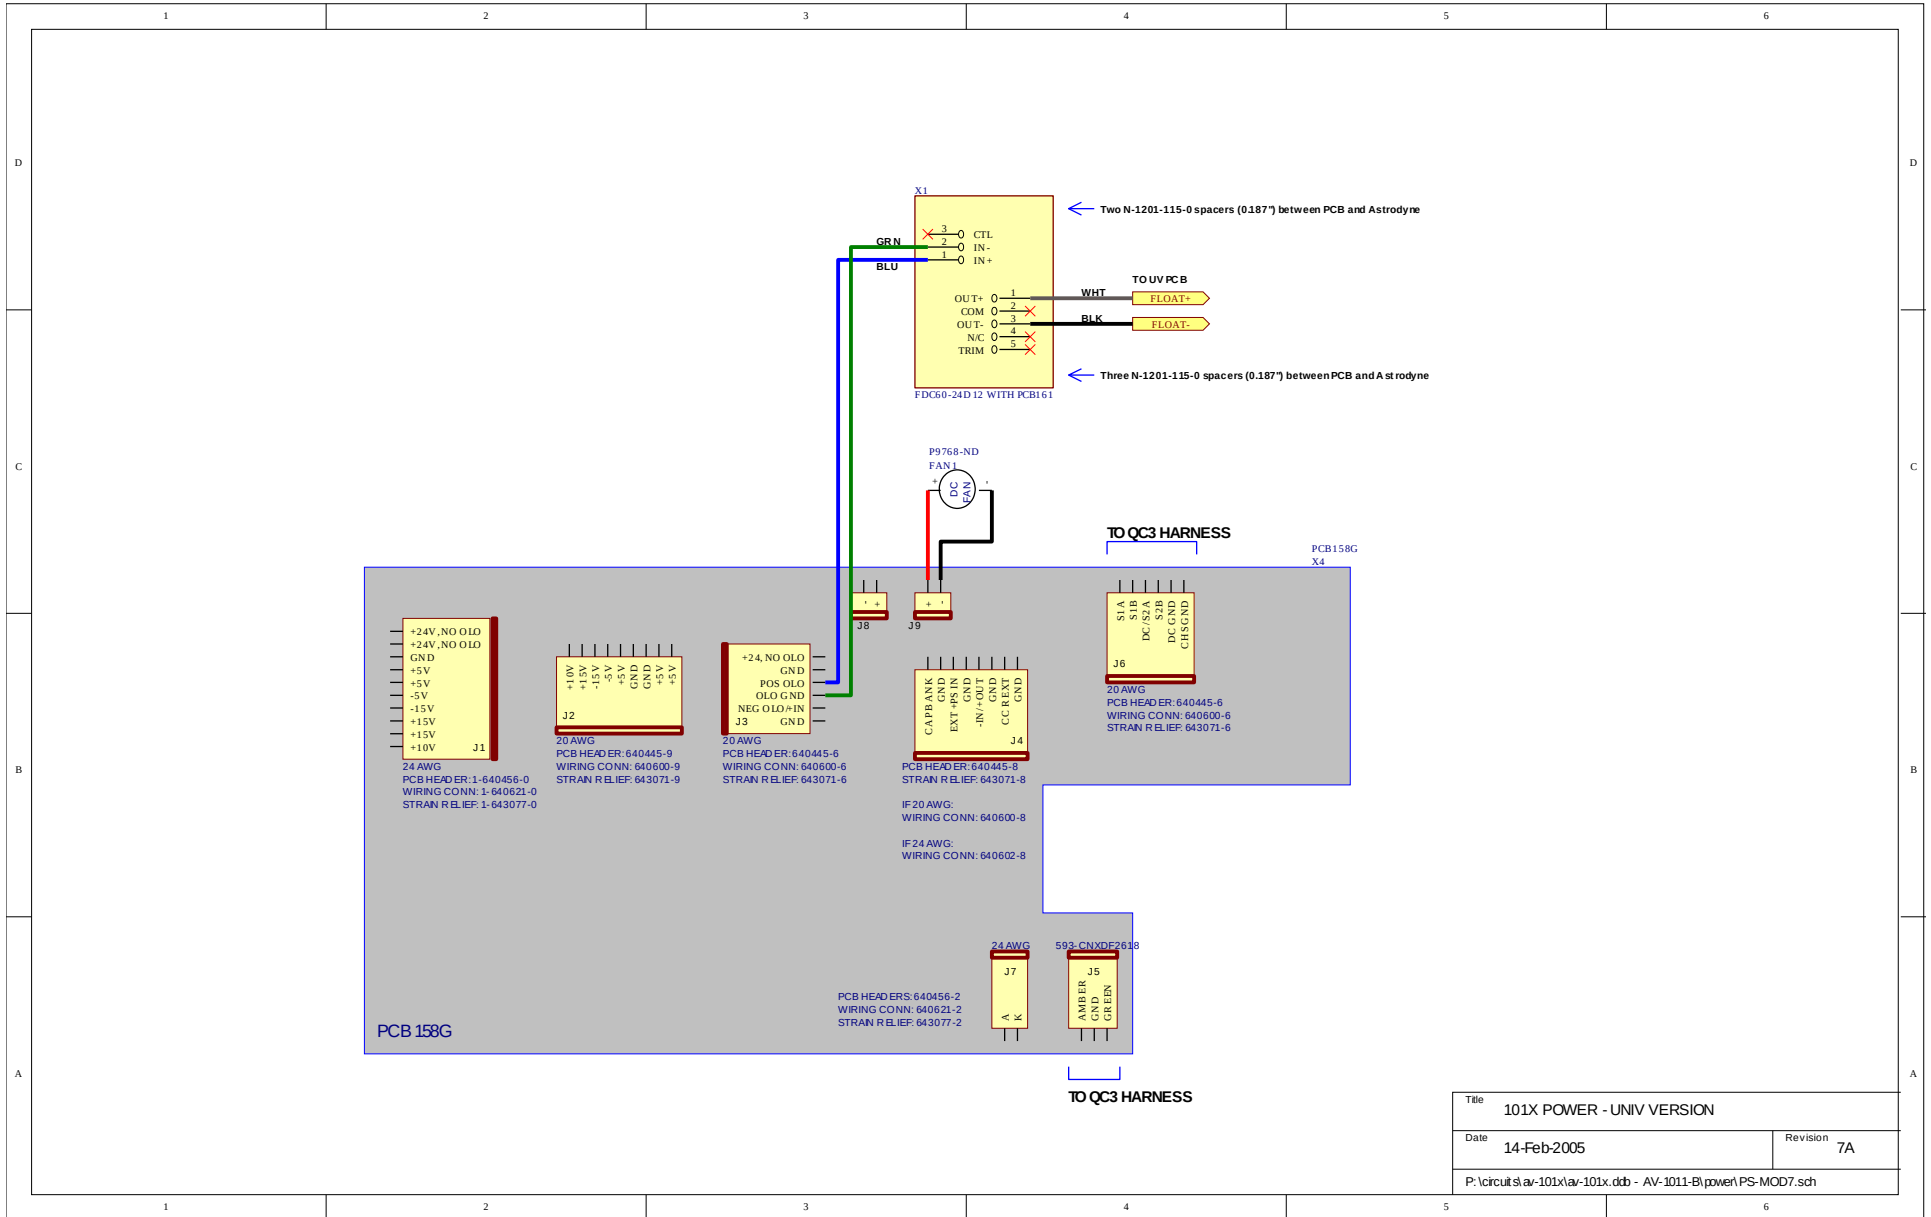 1 2 3 4 5 6
D D
X1
Two N-1201-115-0 spacers (0.187") between PCB and Astrodyne
3 CTL
GRN 2 IN-
BLU 1 IN+
TO UV PCB
OUT+ 1 WHT FLOAT+
COM 2
OUT- 3 BLK FLOAT-
N/C 4
TRIM 5
Three N-1201-115-0 spacers (0.187") between PCB and Astrodyne
FDC60-24D12 WITH PCB161
C C
P9768-ND
FAN1
+ DC FAN -
TO QC3 HARNESS
PCB158G
X4
- +
J8
+ -
J9
S1A
S1B
DC/S2A
S2B
DC GND
CHSGND
J6
20 AWG
PCB HEADER: 640445-6
WIRING CONN: 640600-6
STRAIN RELIEF: 643071-6
+24V, NO OLO
+24V, NO OLO
GND
+5V
+5V
-5V
-15V
+15V
+15V
+10V J1
24 AWG
PCB HEADER: 1-640456-0
WIRING CONN: 1-640621-0
STRAIN RELIEF: 1-643077-0
+10V
+15V
-15V
-5V
+5V
GND
GND
+5V
+5V
J2
20 AWG
PCB HEADER: 640445-9
WIRING CONN: 640600-9
STRAIN RELIEF: 643071-9
+24, NO OLO
GND
POS OLO
OLO GND
NEG OLO/+IN
J3 GND
20 AWG
PCB HEADER: 640445-6
WIRING CONN: 640600-6
STRAIN RELIEF: 643071-6
CAPBANK
GND
EXT +PS IN
GND
-IN/+OUT
GND
CCR EXT
GND
J4
PCB HEADER: 640445-8
STRAIN RELIEF: 643071-8
IF 20 AWG:
WIRING CONN: 640600-8
IF 24 AWG:
WIRING CONN: 640602-8
B B
24 AWG
J7
A
K
593-CNXDF2618
J5
AMBER
GND
GREEN
PCB HEADERS: 640456-2
WIRING CONN: 640621-2
STRAIN RELIEF: 643077-2
PCB 158G
A A
TO QC3 HARNESS
Title 101X POWER - UNIV VERSION
Date 14-Feb-2005 Revision 7A
P:\circuits\av-101x\av-101x.ddb - AV-1011-B\power\PS-MOD7.sch
1 2 3 4 5 6